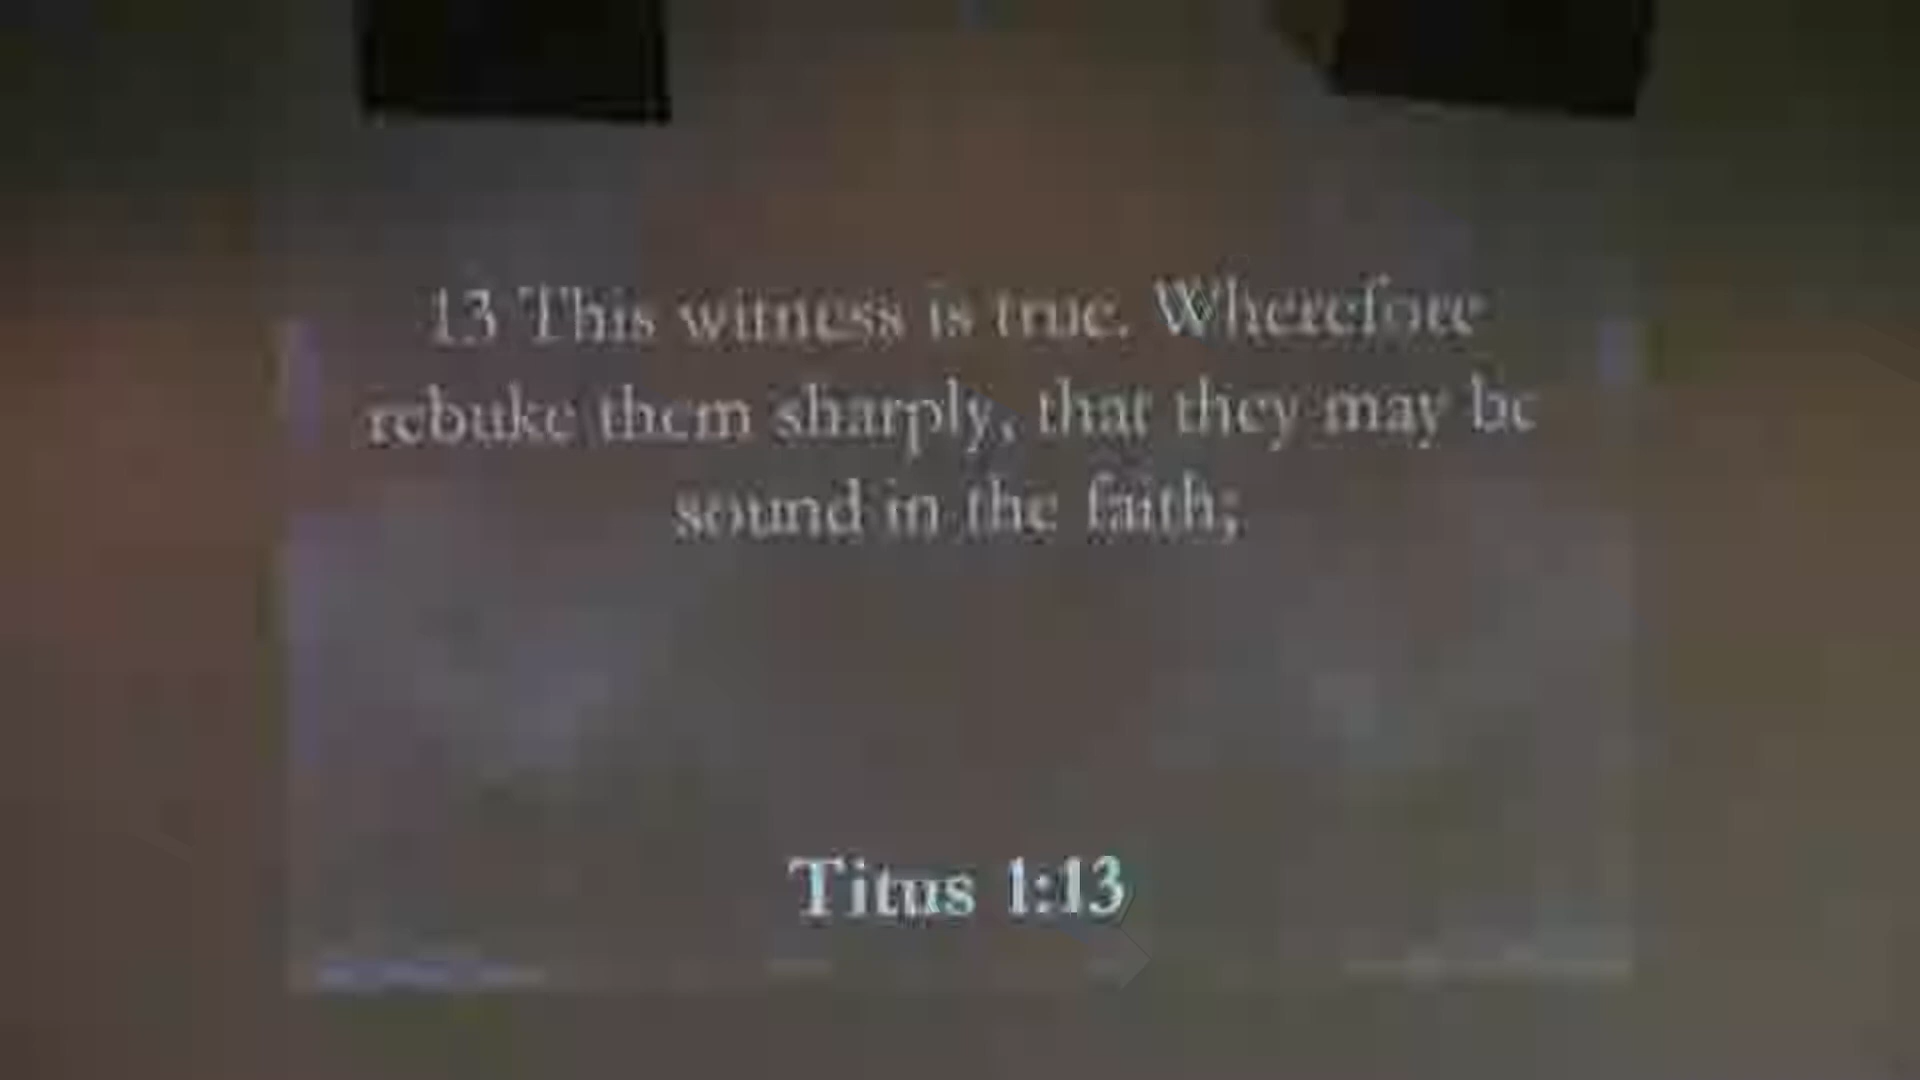 13 This witness is true. Wherefore
rebuke them sharply, that they may be
sound in the faith;
Titus 1:13